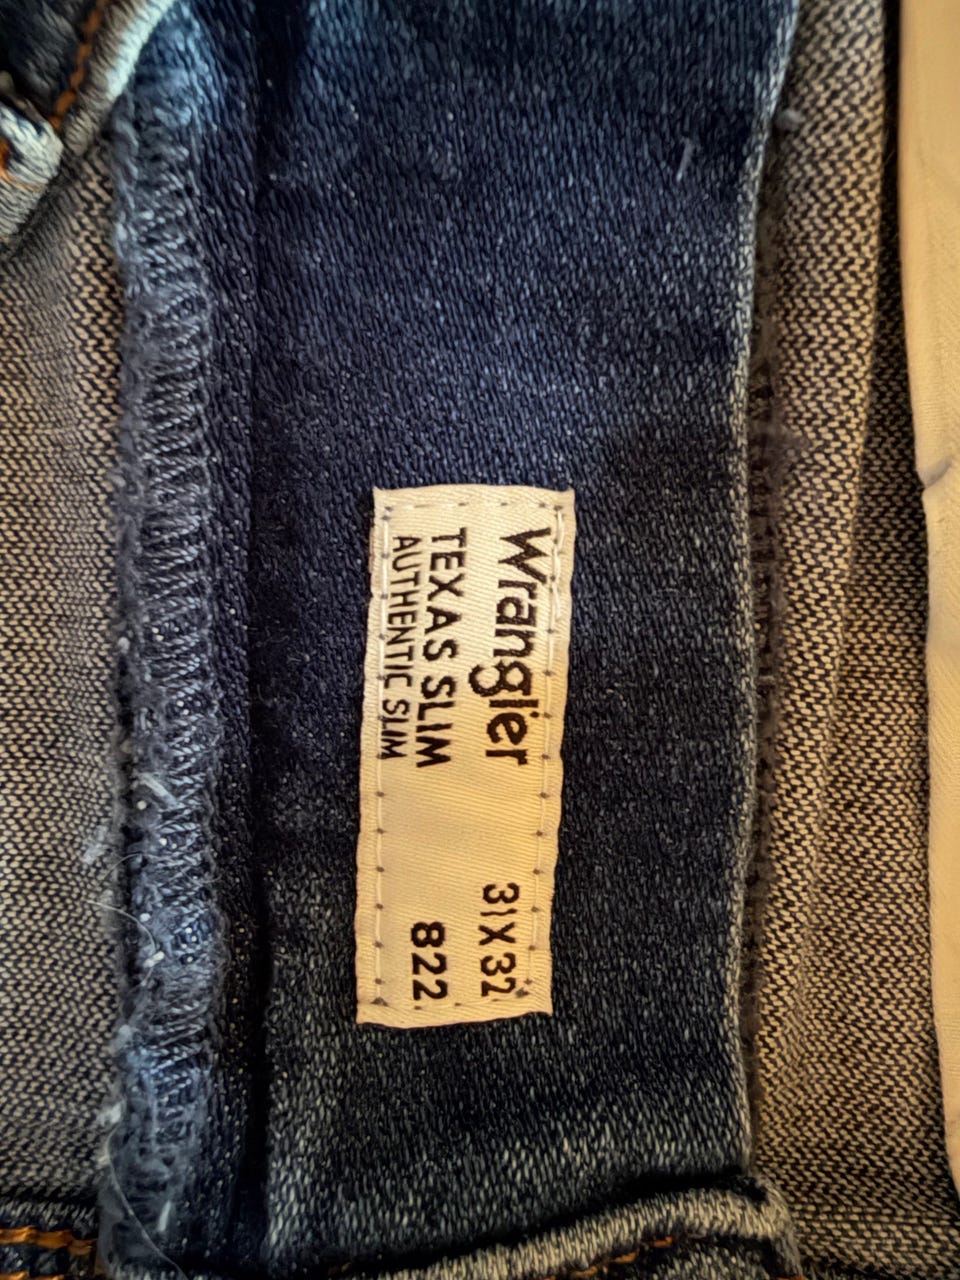 Wrangler
TEXAS SLIM
AUTHENTIC SLIM
31X32
822